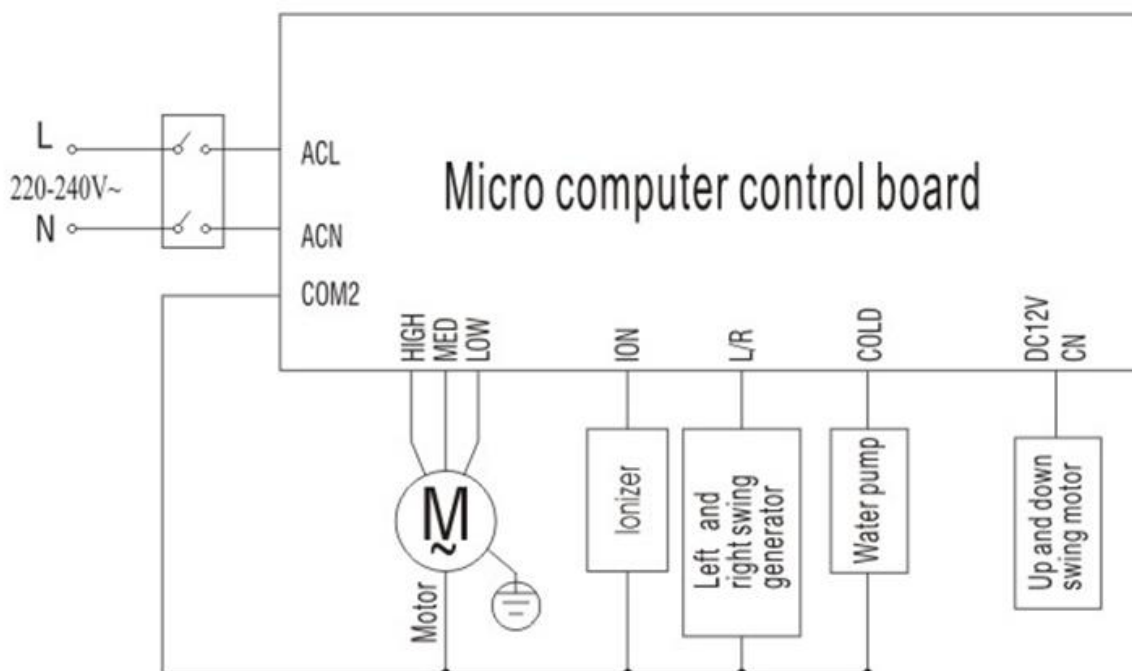 L
220-240V~
N
ACL
ACN
COM2
Micro computer control board
HIGH
MED
LOW
ION
L/R
COLD
DC12V
CN
M
~
Motor
Ionizer
Left and
right swing
generator
Water pump
Up and down
swing motor